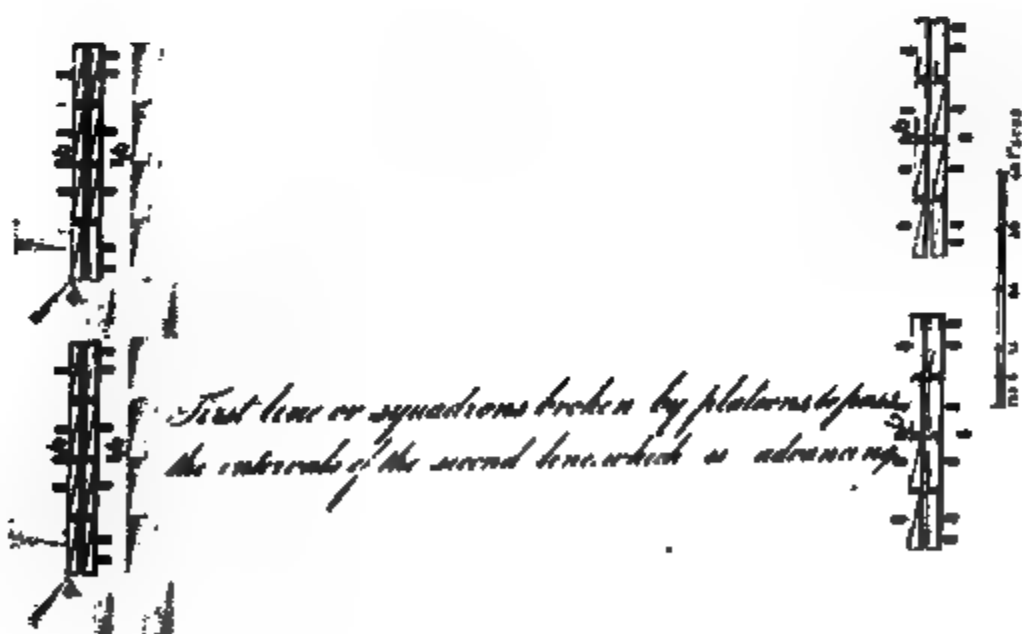 First line or squadrons broken by platoons to pass
the intervals of the second line which is advancing